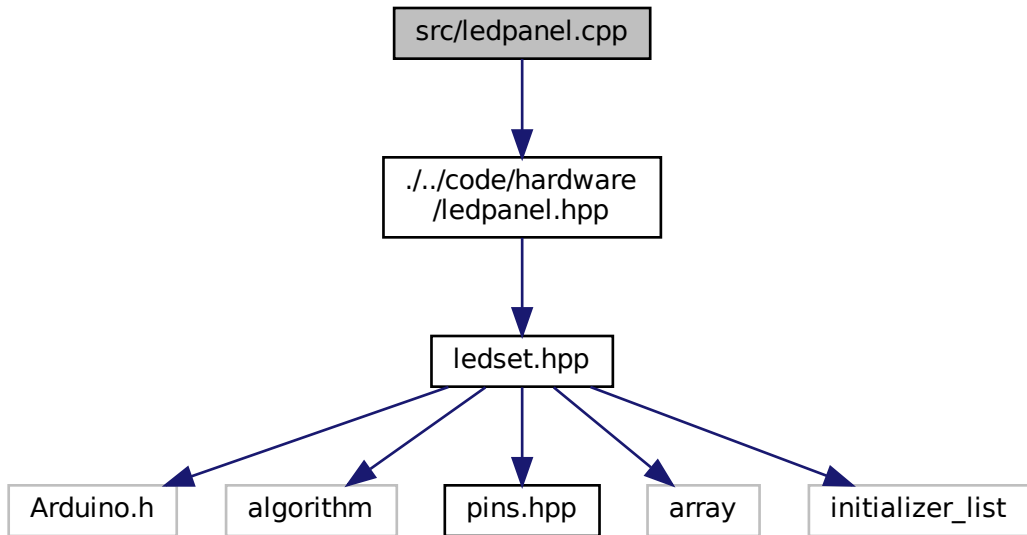 src/ledpanel.cpp
./../code/hardware
/ledpanel.hpp
ledset.hpp
Arduino.h
algorithm
pins.hpp
array
initializer_list